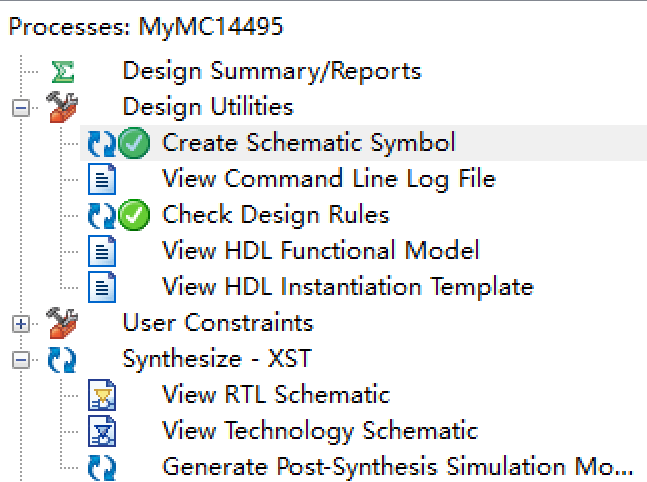 Processes: MyMC14495
Design Summary/Reports
Design Utilities
Create Schematic Symbol
View Command Line Log File
Check Design Rules
View HDL Functional Model
View HDL Instantiation Template
User Constraints
Synthesize - XST
View RTL Schematic
View Technology Schematic
Generate Post-Synthesis Simulation Mo...